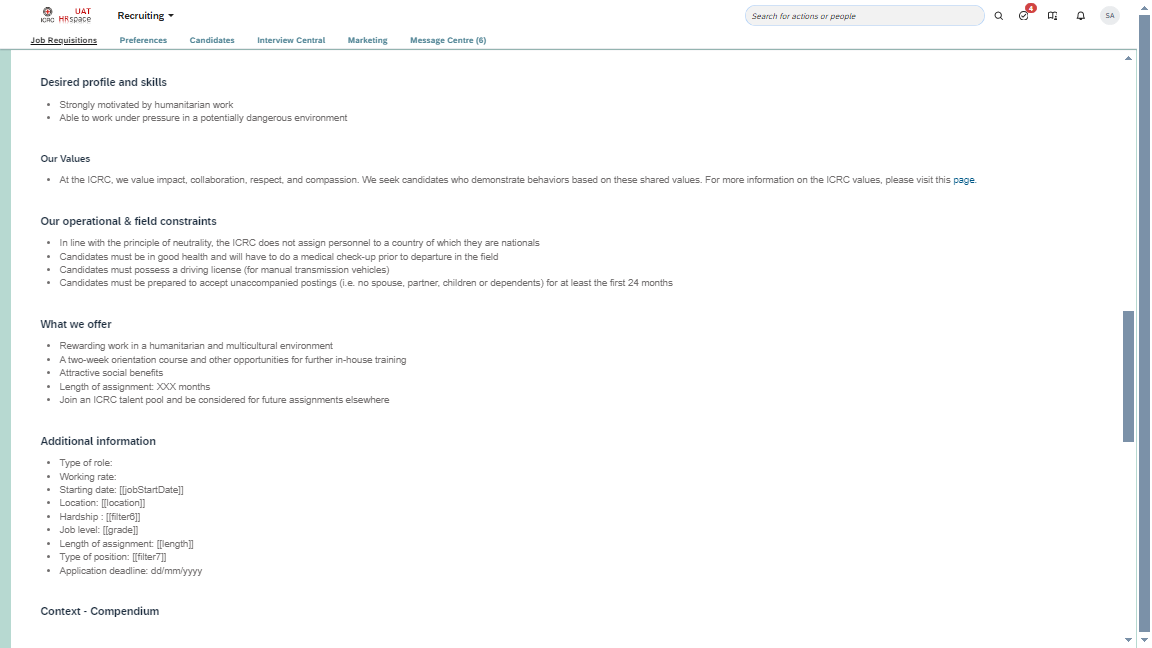 UAT
ICRC HRspace
Recruiting
Search for actions or people
4
SA
Job Requisitions
Preferences
Candidates
Interview Central
Marketing
Message Centre (6)
Desired profile and skills
Strongly motivated by humanitarian work
Able to work under pressure in a potentially dangerous environment
Our Values
At the ICRC, we value impact, collaboration, respect, and compassion. We seek candidates who demonstrate behaviors based on these shared values. For more information on the ICRC values, please visit this page.
Our operational & field constraints
In line with the principle of neutrality, the ICRC does not assign personnel to a country of which they are nationals
Candidates must be in good health and will have to do a medical check-up prior to departure in the field
Candidates must possess a driving license (for manual transmission vehicles)
Candidates must be prepared to accept unaccompanied postings (i.e. no spouse, partner, children or dependents) for at least the first 24 months
What we offer
Rewarding work in a humanitarian and multicultural environment
A two-week orientation course and other opportunities for further in-house training
Attractive social benefits
Length of assignment: XXX months
Join an ICRC talent pool and be considered for future assignments elsewhere
Additional information
Type of role:
Working rate:
Starting date: [[jobStartDate]]
Location: [[location]]
Hardship : [[filter6]]
Job level: [[grade]]
Length of assignment: [[length]]
Type of position: [[filter7]]
Application deadline: dd/mm/yyyy
Context - Compendium